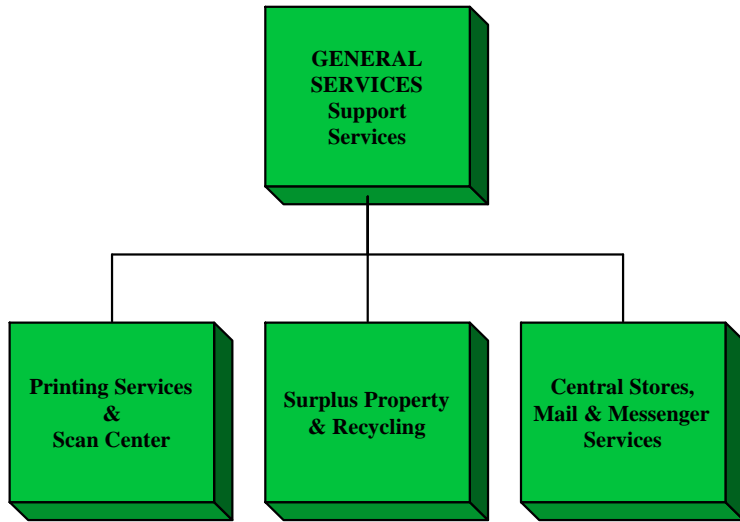 GENERAL
SERVICES
Support
Services
Printing Services
&
Scan Center
Surplus Property
& Recycling
Central Stores,
Mail & Messenger
Services